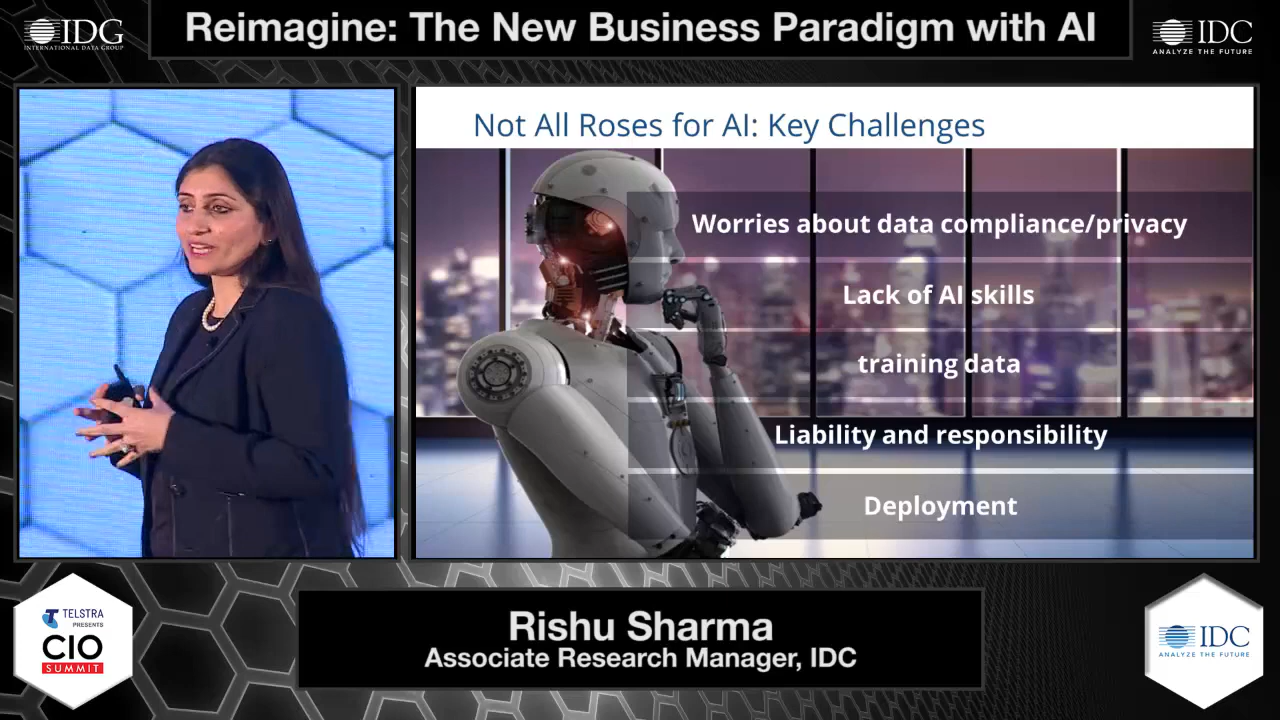 IDG
INTERNATIONAL DATA GROUP
Reimagine: The New Business Paradigm with AI
IDC
ANALYZE THE FUTURE
Not All Roses for AI: Key Challenges
Worries about data compliance/privacy
Lack of AI skills
training data
Liability and responsibility
Deployment
TELSTRA
PRESENTS
CIO
SUMMIT
Rishu Sharma
Associate Research Manager, IDC
IDC
ANALYZE THE FUTURE